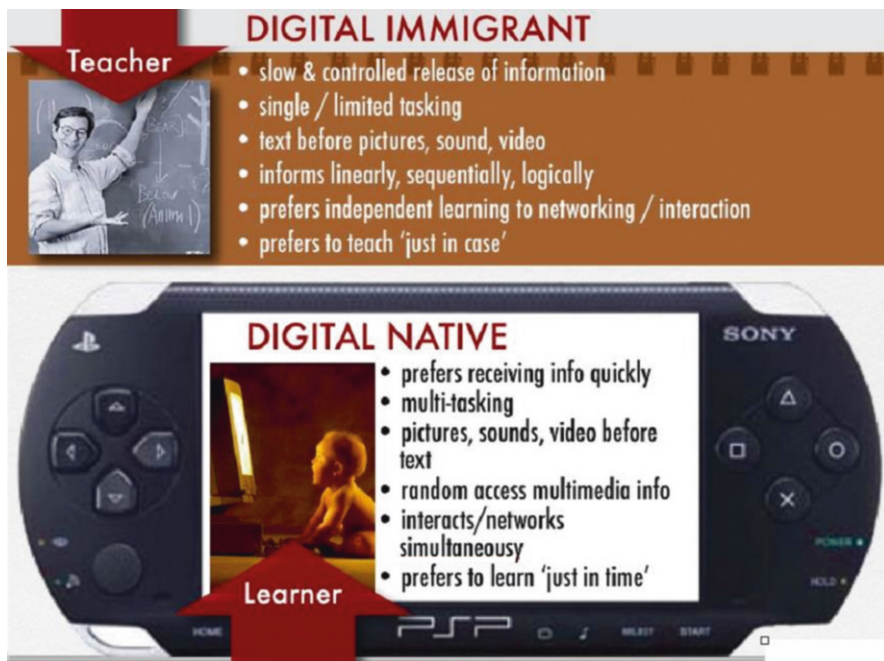 DIGITAL IMMIGRANT
Teacher
• slow & controlled release of information
• single / limited tasking
• text before pictures, sound, video
• informs linearly, sequentially, logically
• prefers independent learning to networking / interaction
• prefers to teach ‘just in case’
SONY
DIGITAL NATIVE
• prefers receiving info quickly
• multi-tasking
• pictures, sounds, video before
text
• random access multimedia info
• interacts/networks
simultaneousy
• prefers to learn ‘just in time’
Learner
POWER
HOLD
HOME
PSP
SELECT
START